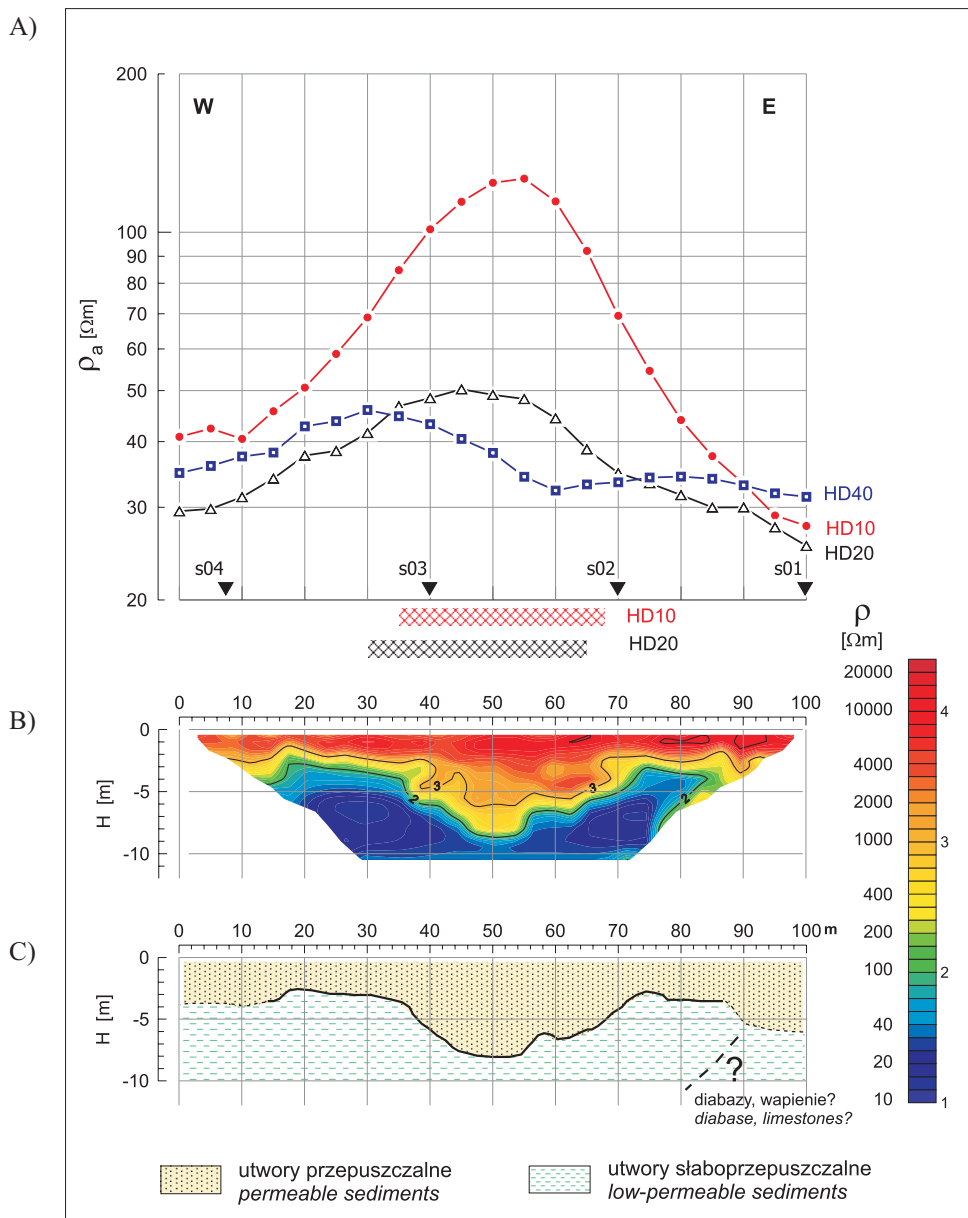 A)
200
W
E
100
90
80
70
60
50
40
30
20
ρa [Ωm]
HD40
HD10
HD20
s04
s03
s02
s01
HD10
HD20
ρ
[Ωm]
20000
10000
4000
2000
1000
400
200
100
40
20
10
4
3
2
1
B)
0 10 20 30 40 50 60 70 80 90 100
0
-5
-10
H [m]
3
2
3
2
C)
0 10 20 30 40 50 60 70 80 90 100 m
0
-5
-10
H [m]
?
diabazy, wapienie?
diabase, limestones?
utwory przepuszczalne
permeable sediments
utwory słaboprzepuszczalne
low-permeable sediments